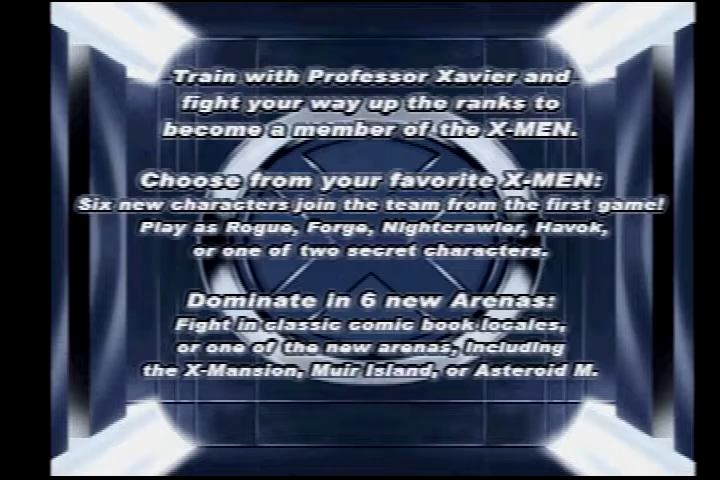 Train with Professor Xavier and
fight your way up the ranks to
become a member of the X-MEN.
Choose from your favorite X-MEN:
Six new characters join the team from the first game!
Play as Rogue, Forge, Nightcrawler, Havok,
or one of two secret characters.
Dominate in 6 new Arenas:
Fight in classic comic book locales,
or one of the new arenas, including
the X-Mansion, Muir Island, or Asteroid M.